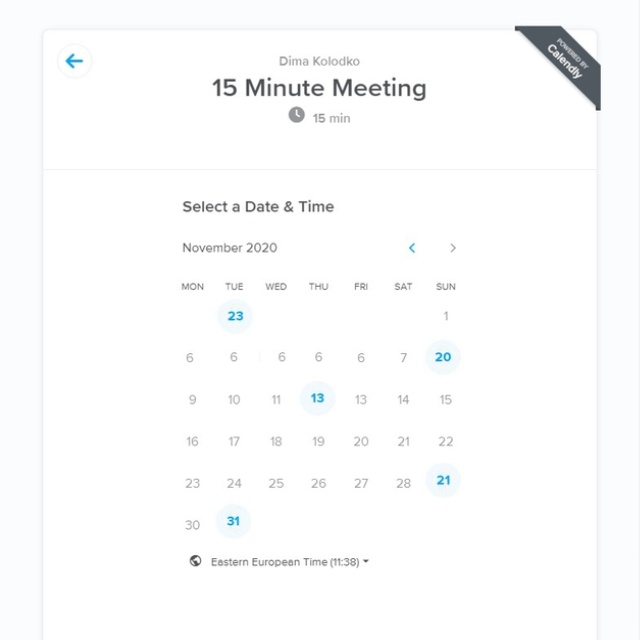 POWERED BY
Calendly
Dima Kolodko
15 Minute Meeting
15 min
Select a Date & Time
November 2020
MON TUE WED THU FRI SAT SUN
23 1
6 6 6 6 6 7 20
9 10 11 13 13 14 15
16 17 18 19 20 21 22
23 24 25 26 27 28 21
30 31
Eastern European Time (11:38)